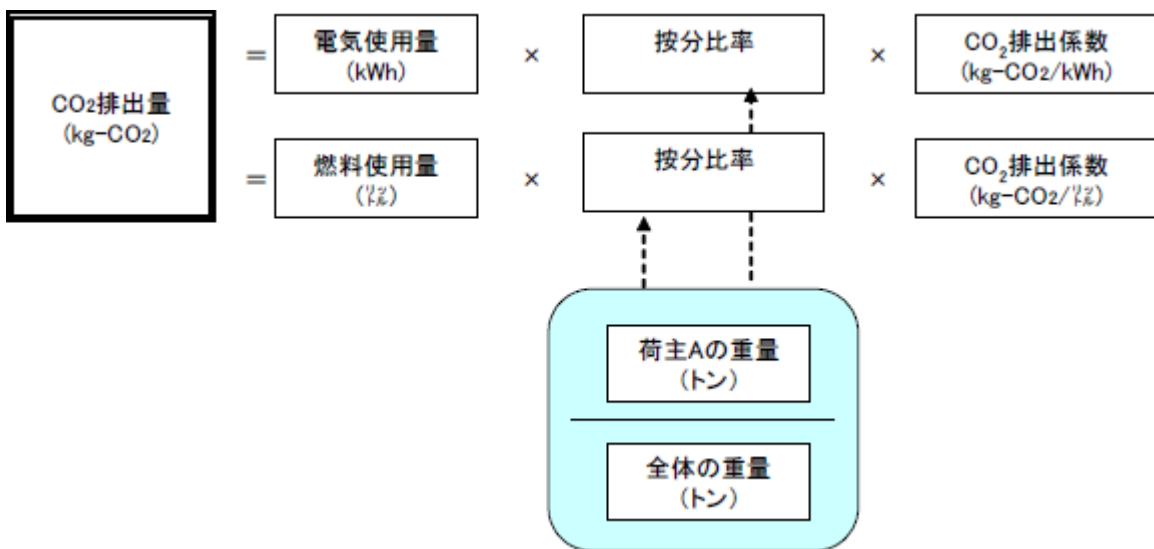 CO2排出量
(kg-CO2)
=
電気使用量
(kWh)
×
按分比率
×
CO₂排出係数
(kg-CO2/kWh)
=
燃料使用量
(㍑)
×
按分比率
×
CO₂排出係数
(kg-CO2/㍑)
荷主Aの重量
(トン)
全体の重量
(トン)